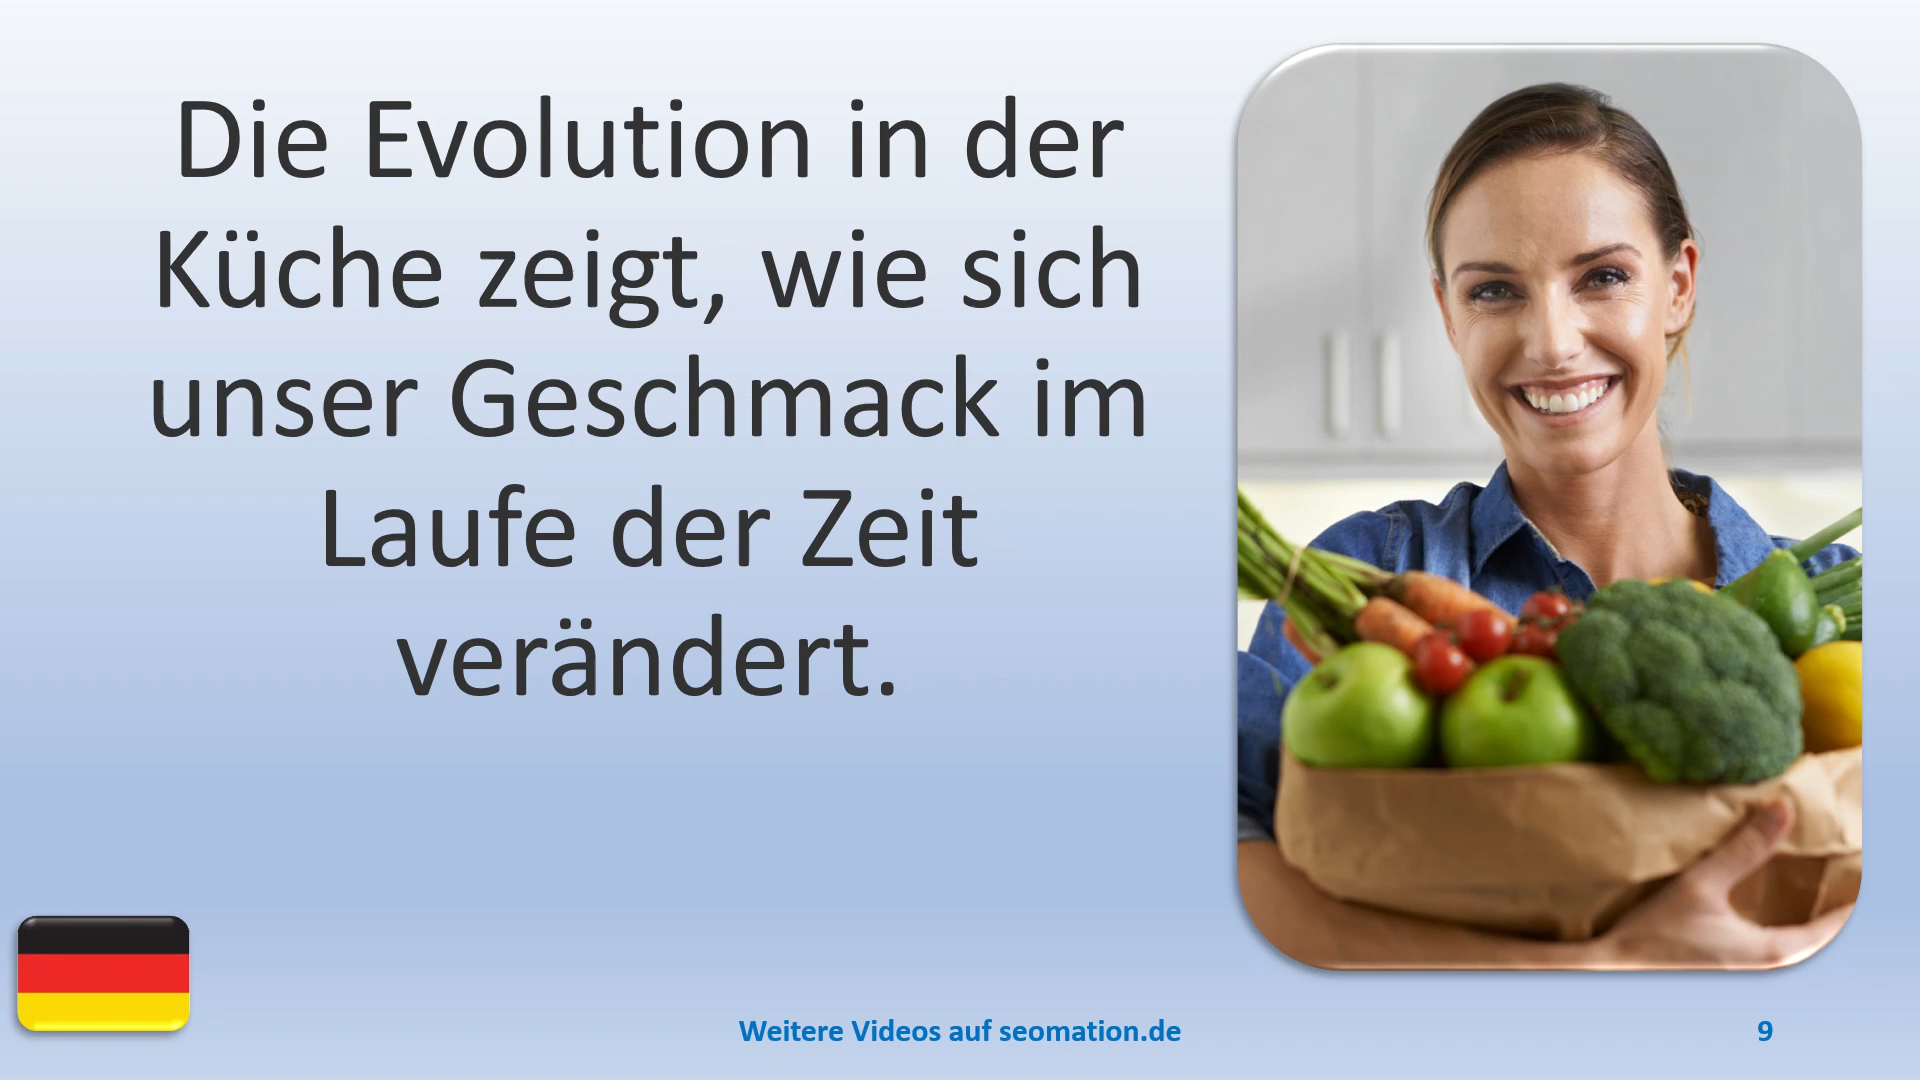 Die Evolution in der
Küche zeigt, wie sich
unser Geschmack im
Laufe der Zeit
verändert.
Weitere Videos auf seomation.de
9